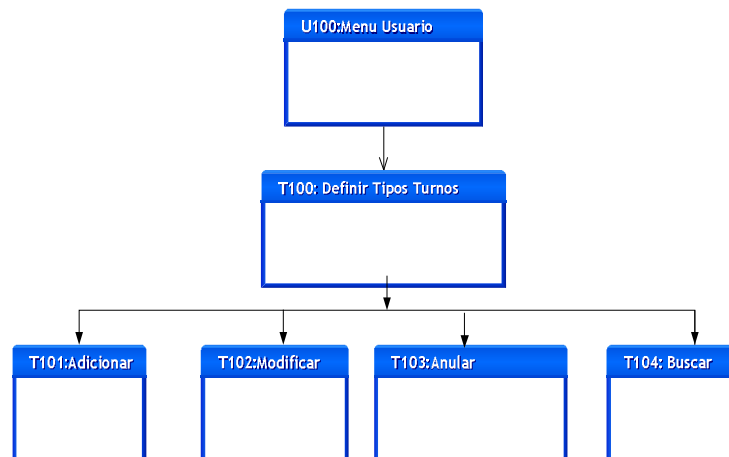 U100:Menu Usuario
T100: Definir Tipos Turnos
T101:Adicionar
T102:Modificar
T103:Anular
T104: Buscar